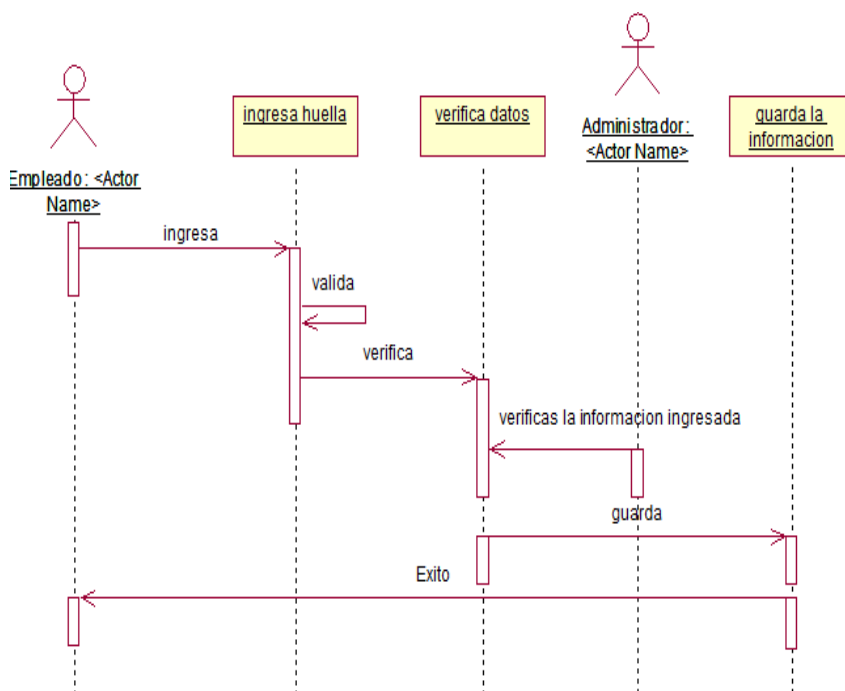 ingresa huella
verifica datos
Administrador:
<Actor Name>
guarda la
informacion
Empleado: <Actor
Name>
ingresa
valida
verifica
verificas la informacion ingresada
guarda
Exito